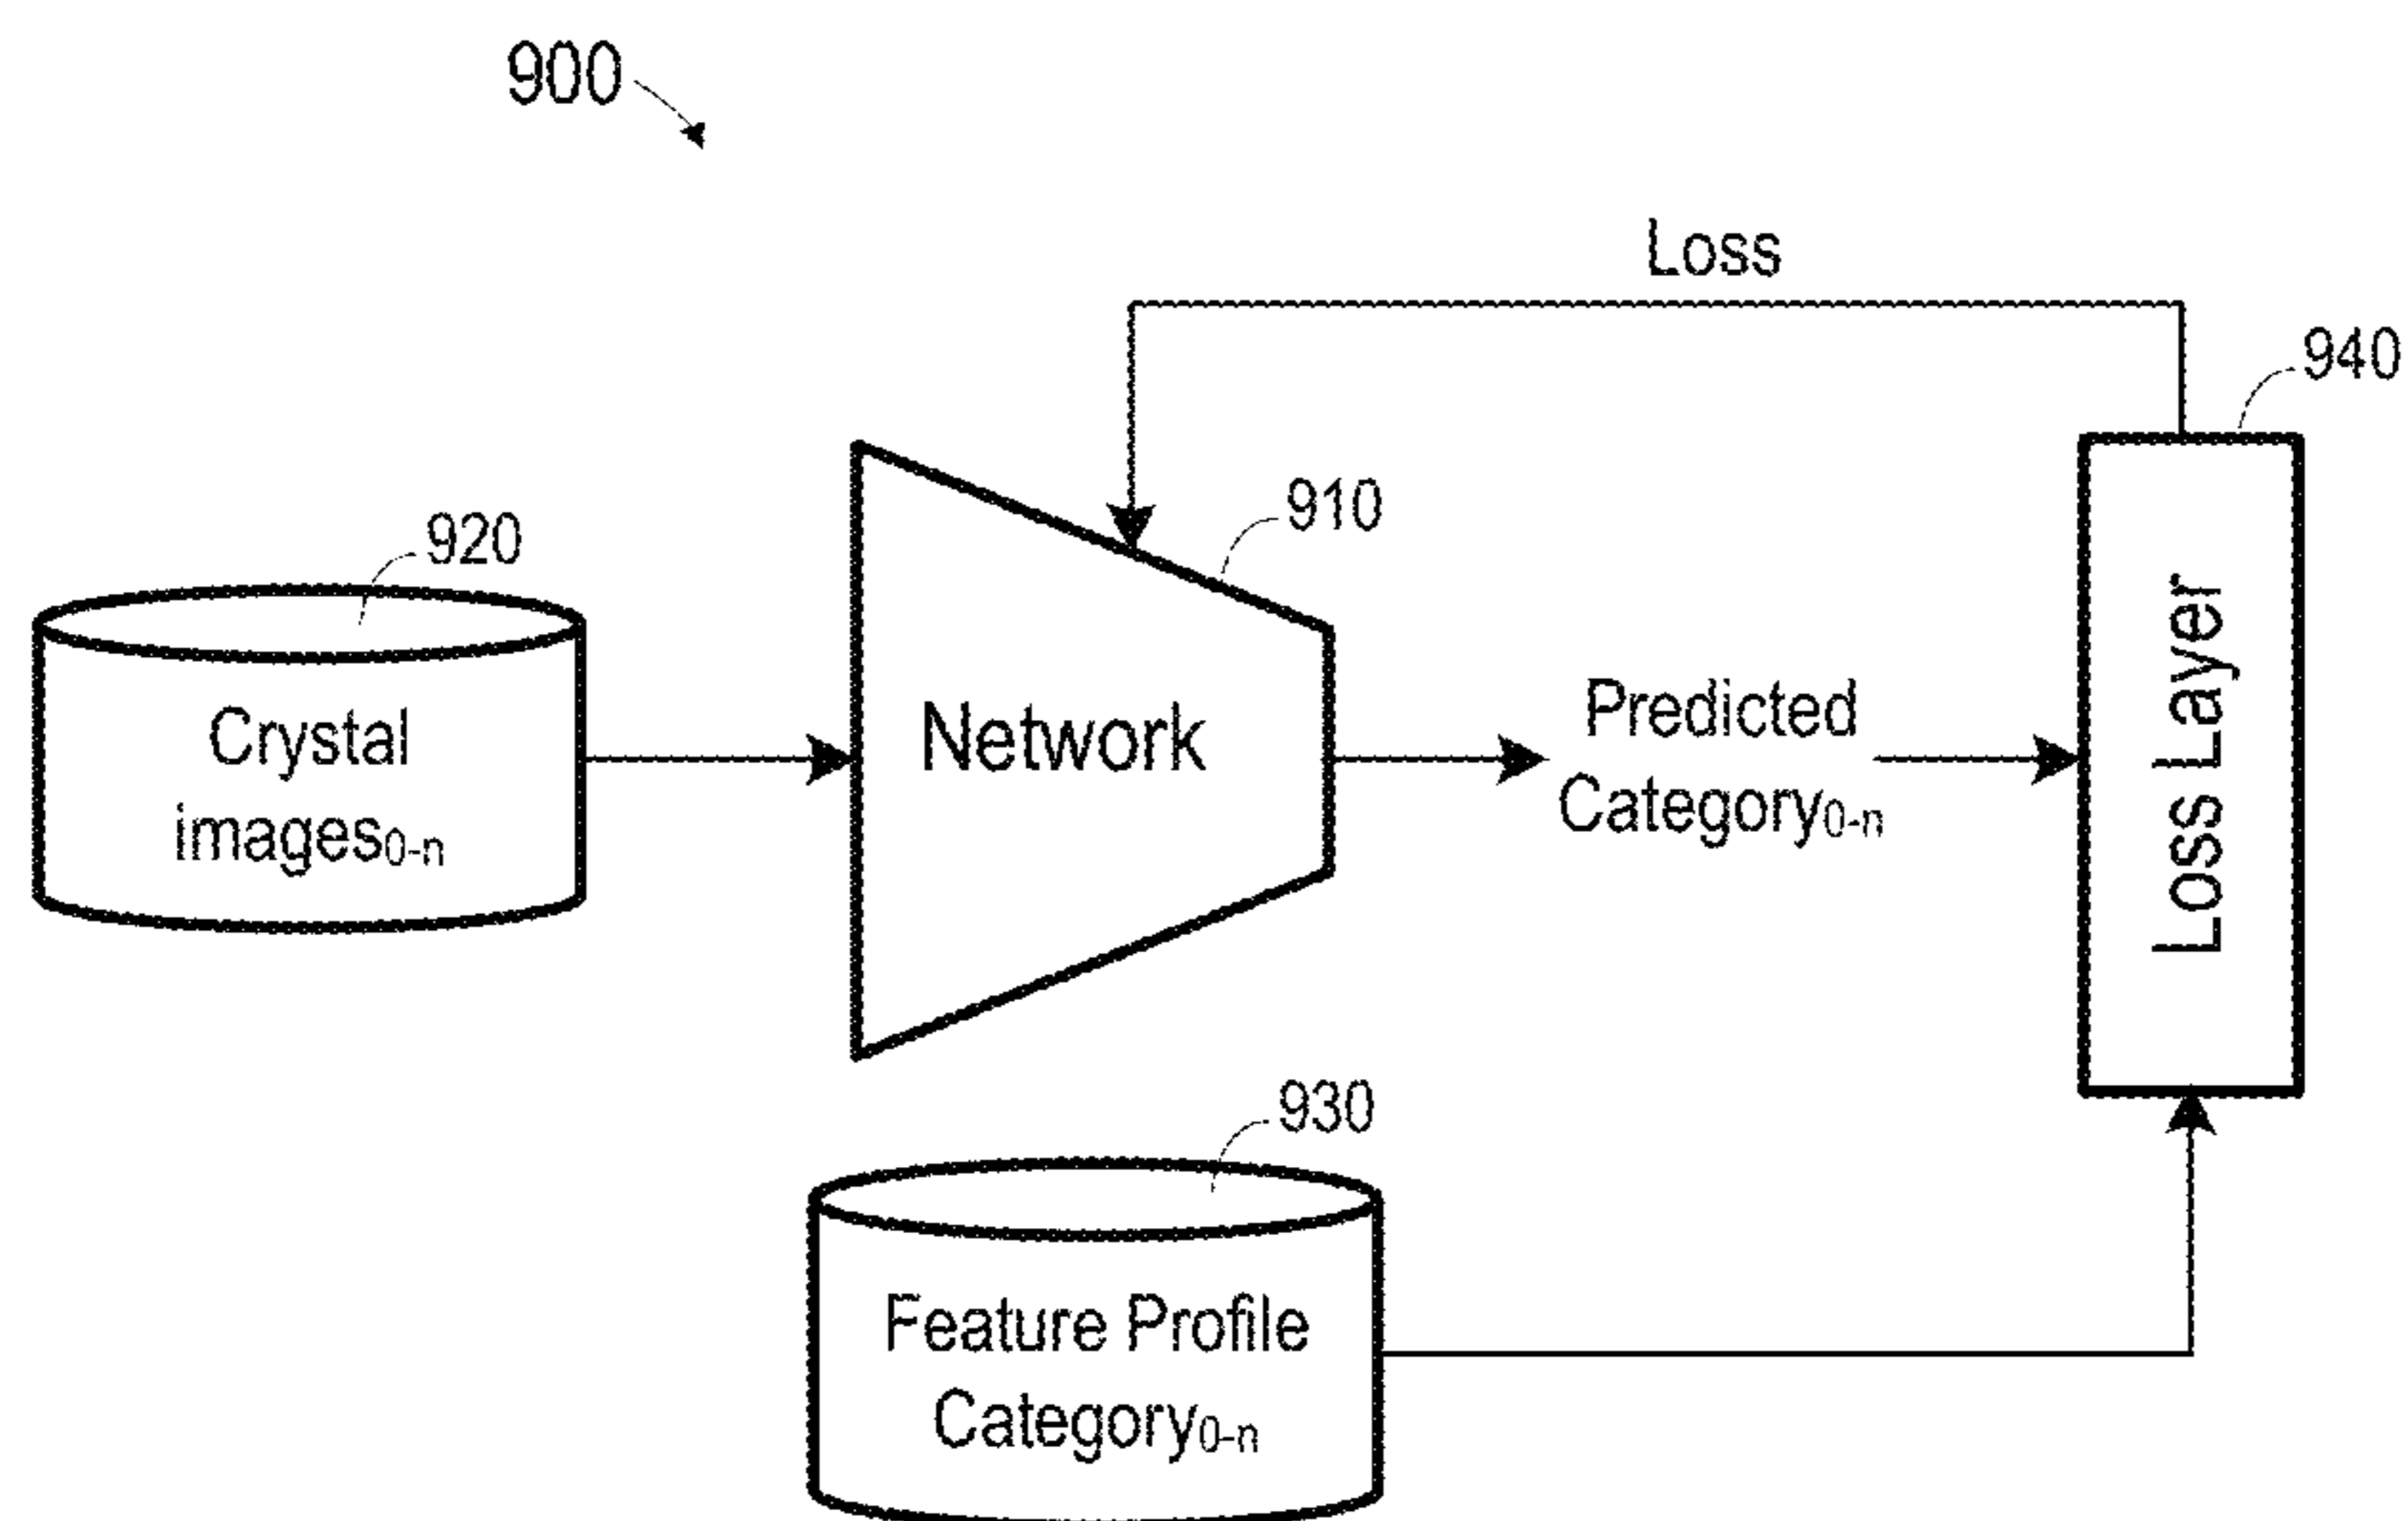 900
Loss
940
910
920
Crystal
images0-n
Network
Predicted
Category0-n
Loss Layer
930
Feature Profile
Category0-n